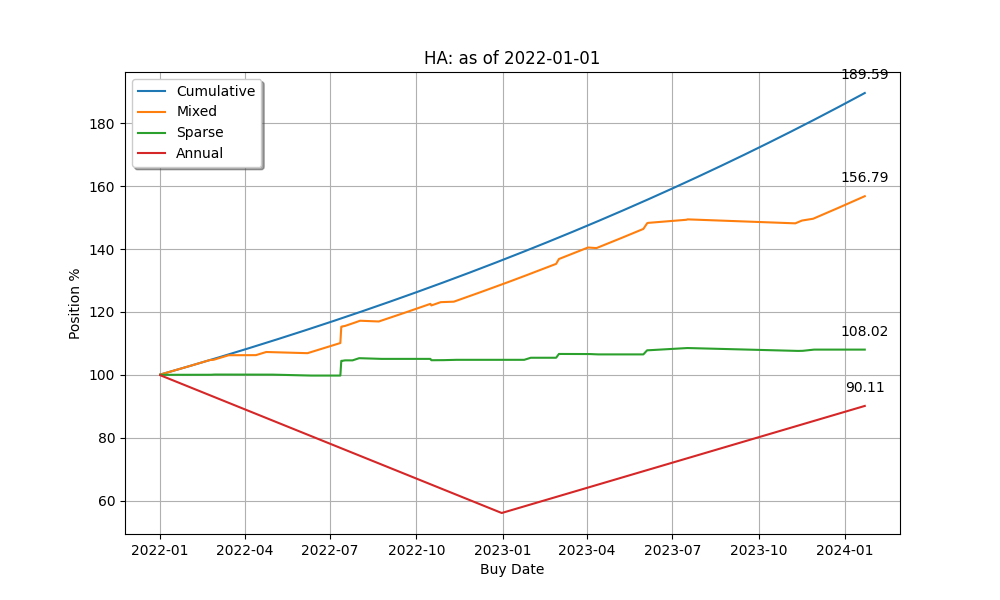 HA: as of 2022-01-01
189.59
Cumulative
Mixed
Sparse
Annual
180
160
140
120
100
80
60
156.79
108.02
90.11
Position %
2022-01 2022-04 2022-07 2022-10 2023-01 2023-04 2023-07 2023-10 2024-01
Buy Date